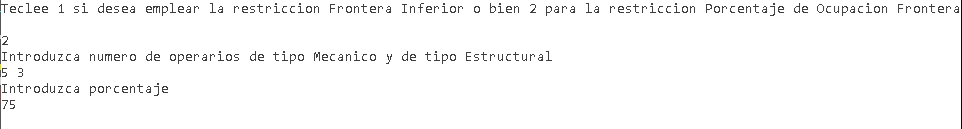 Teclee 1 si desea emplear la restriccion Frontera Inferior o bien 2 para la restriccion Porcentaje de Ocupacion Frontera
2
Introduzca numero de operarios de tipo Mecanico y de tipo Estructural
5 3
Introduzca porcentaje
75